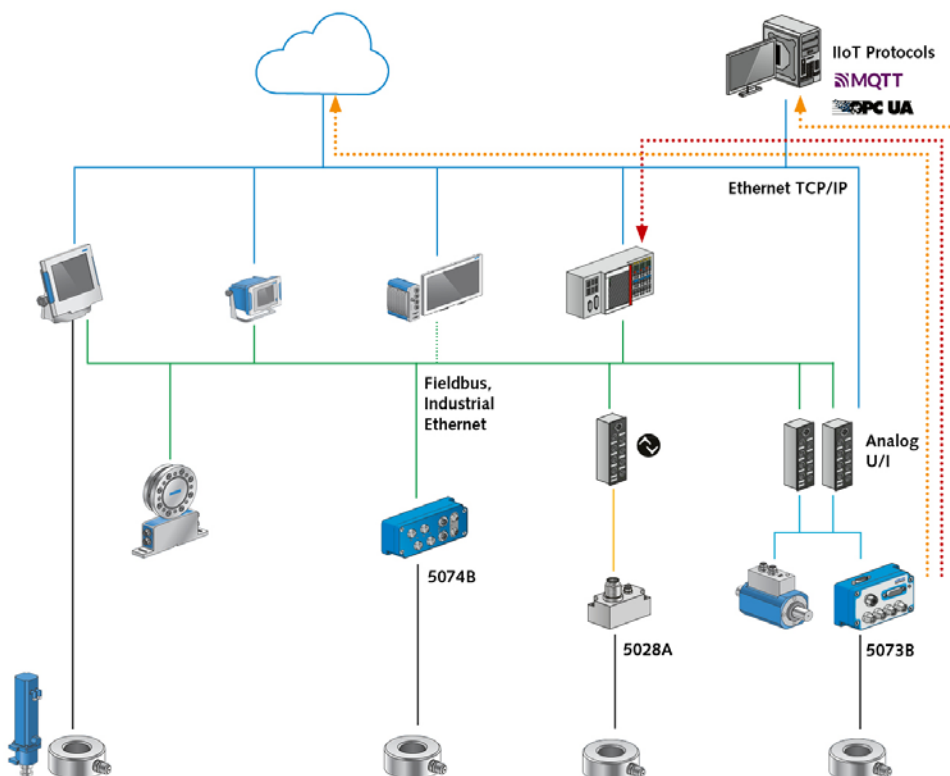 IIoT Protocols
MQTT
OPC UA
Ethernet TCP/IP
Fieldbus,
Industrial
Ethernet
Analog
U/I
5074B
5028A
5073B